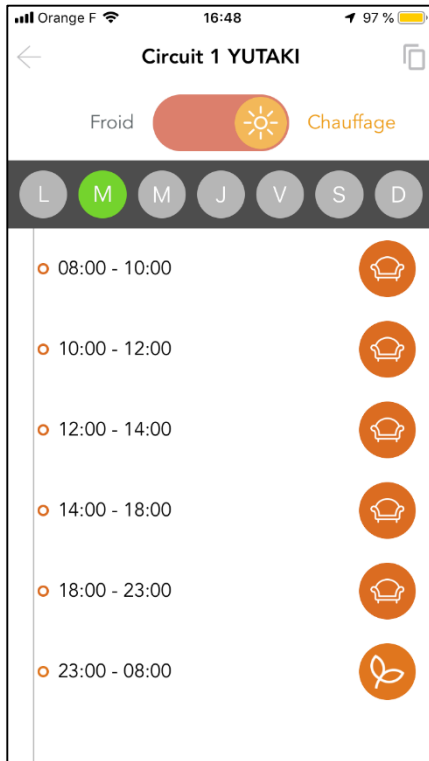 Orange F 16:48 97 %
Circuit 1 YUTAKI
Froid Chauffage
L M M J V S D
08:00 - 10:00
10:00 - 12:00
12:00 - 14:00
14:00 - 18:00
18:00 - 23:00
23:00 - 08:00